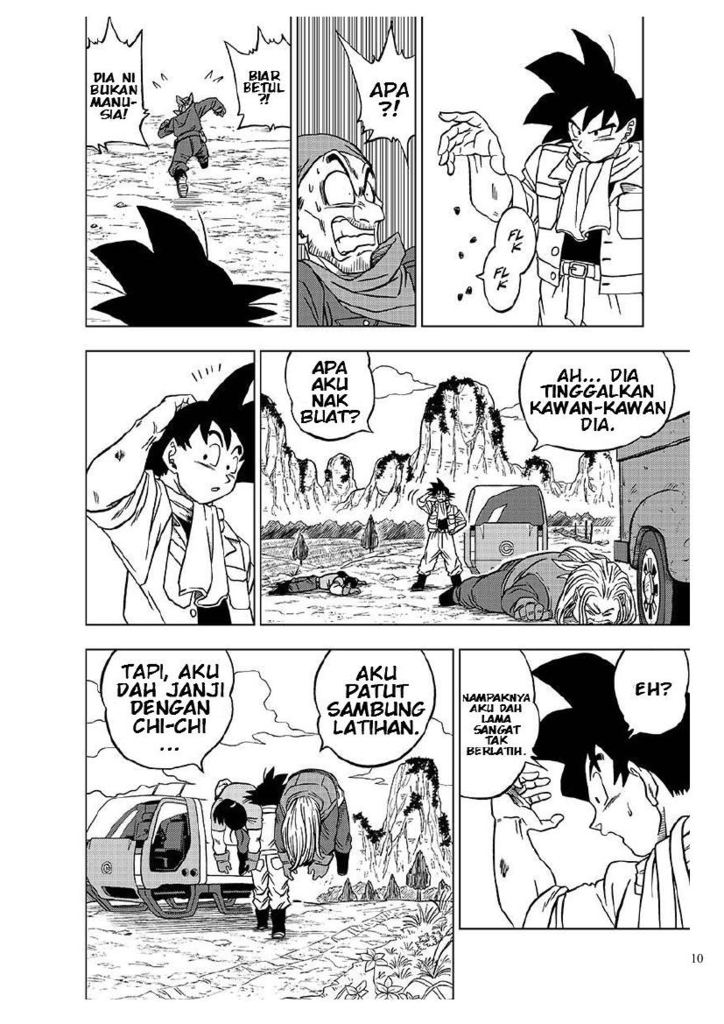 APA
?!
FL
K
FL
K
BIAR
BETUL
?!
DIA NI
BUKAN
MANU-
SIA!
AH... DIA
TINGGALKAN
KAWAN-KAWAN
DIA.
APA
AKU
NAK
BUAT?
EH?
NAMPAKNYA
AKU DAH
LAMA
SANGAT
TAK
BERLATIH.
AKU
PATUT
SAMBUNG
LATIHAN.
TAPI, AKU
DAH JANJI
DENGAN
CHI-CHI
...
10